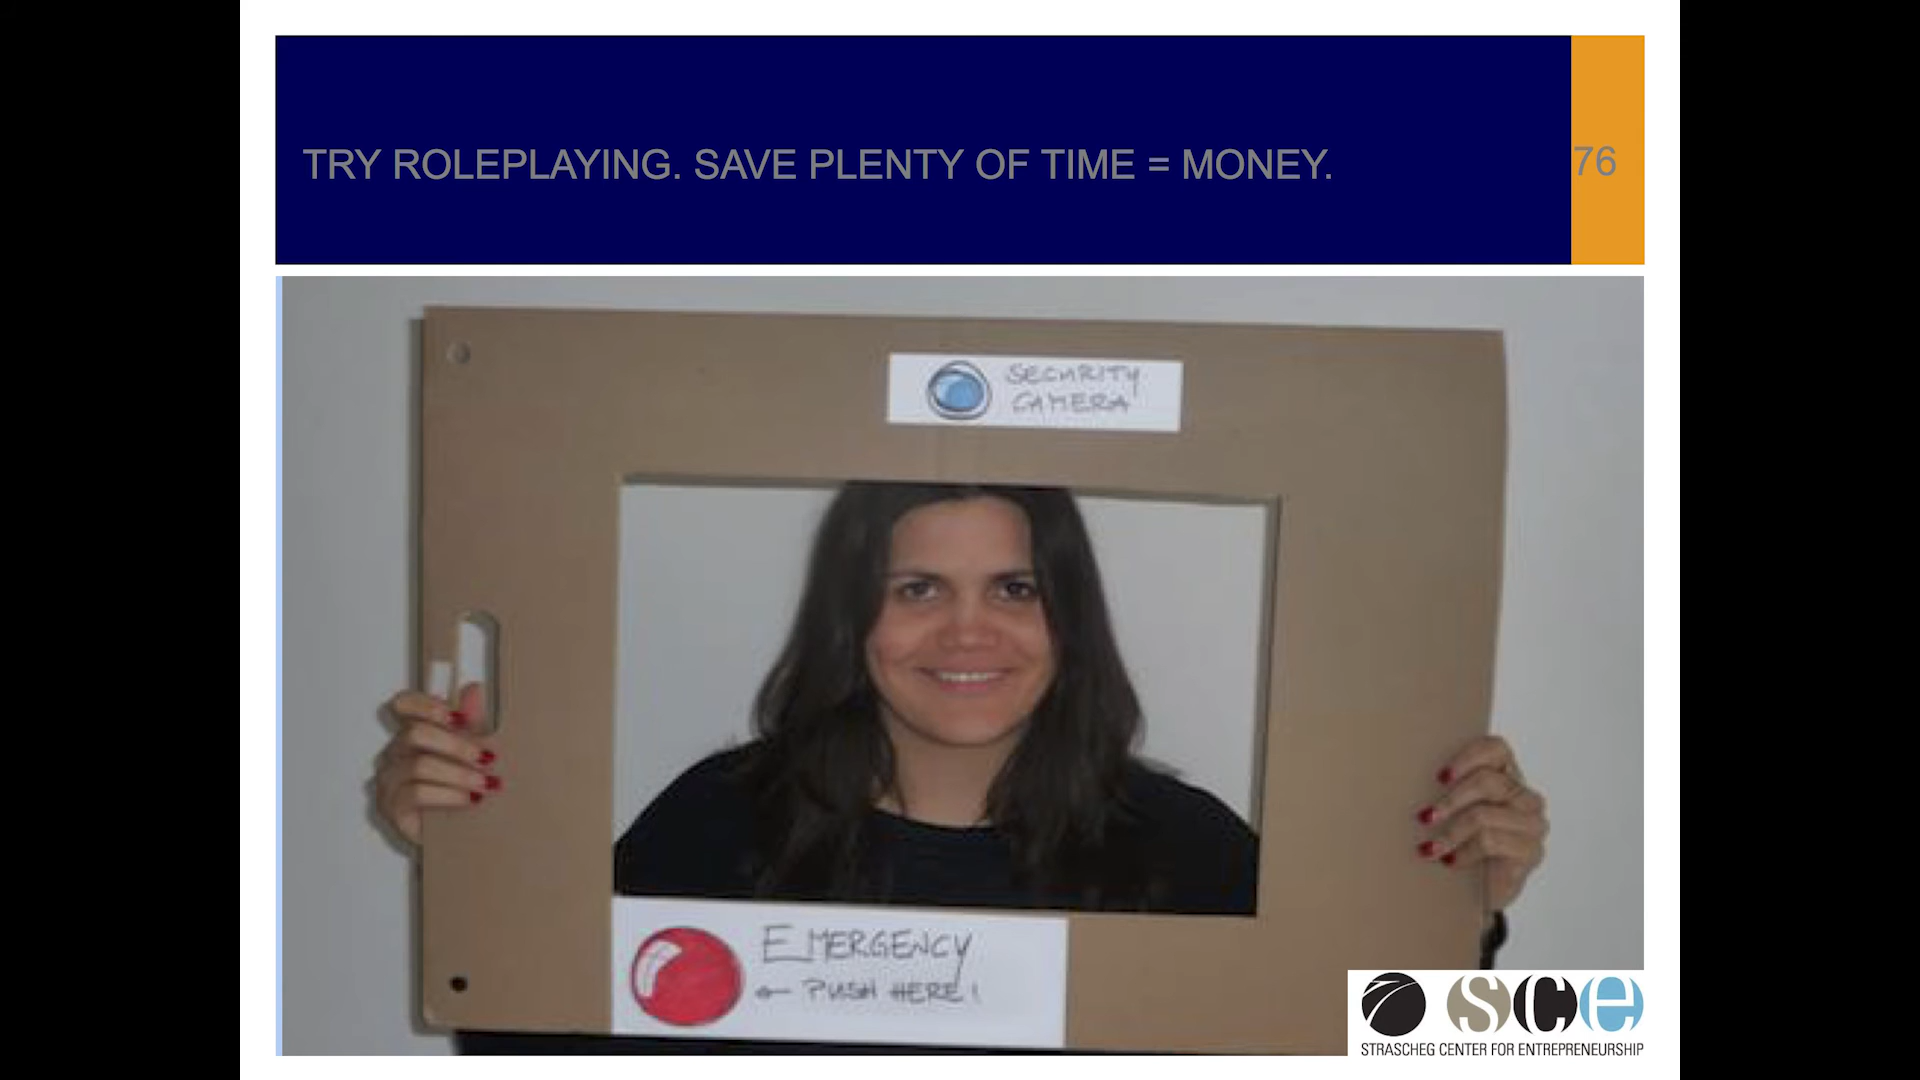 TRY ROLEPLAYING. SAVE PLENTY OF TIME = MONEY.
76
SECURITY
CAMERA
EMERGENCY
← PUSH HERE!
sce
STRASCHEG CENTER FOR ENTREPRENEURSHIP